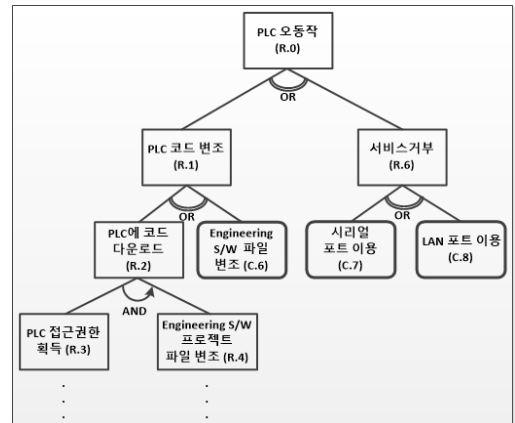 PLC 오동작
(R.0)
OR
PLC 코드 변조
(R.1)
서비스거부
(R.6)
OR
OR
PLC에 코드
다운로드
(R.2)
Engineering
S/W 파일
변조 (C.6)
시리얼
포트 이용
(C.7)
LAN 포트 이용
(C.8)
AND
PLC 접근권한
획득 (R.3)
Engineering S/W
프로젝트
파일 변조 (R.4)